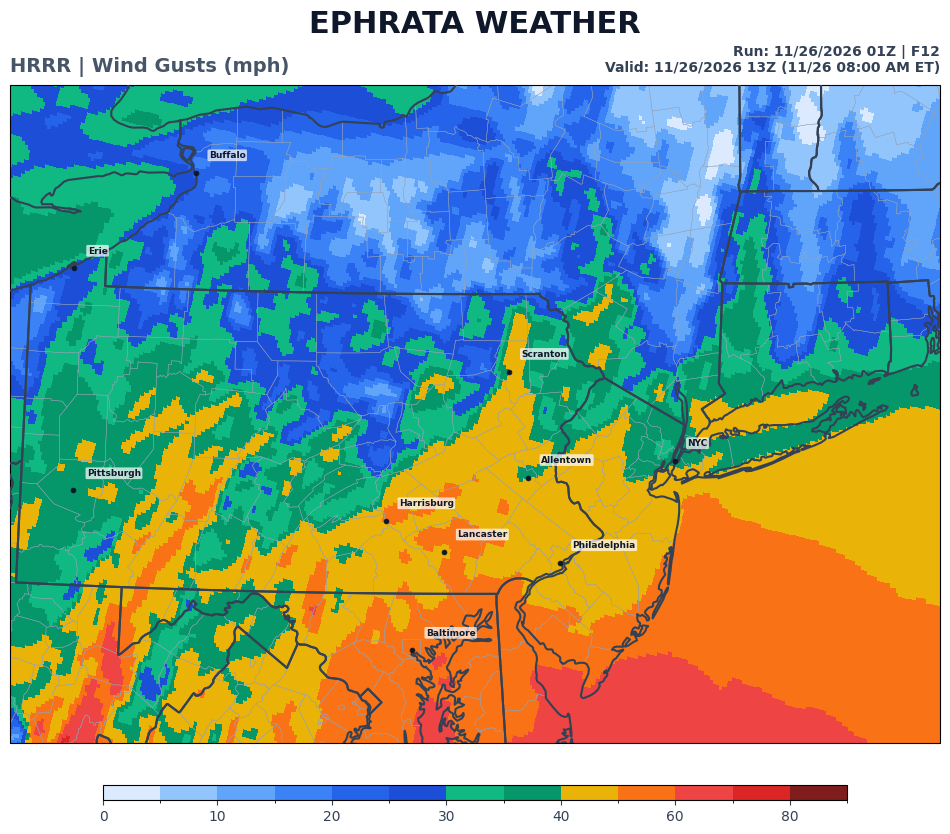 EPHRATA WEATHER
HRRR | Wind Gusts (mph)
Run: 11/26/2026 01Z | F12
Valid: 11/26/2026 13Z (11/26 08:00 AM ET)
Buffalo
Erie
Scranton
NYC
Allentown
Pittsburgh
Harrisburg
Lancaster
Philadelphia
Baltimore
0 10 20 30 40 50 60 70 80